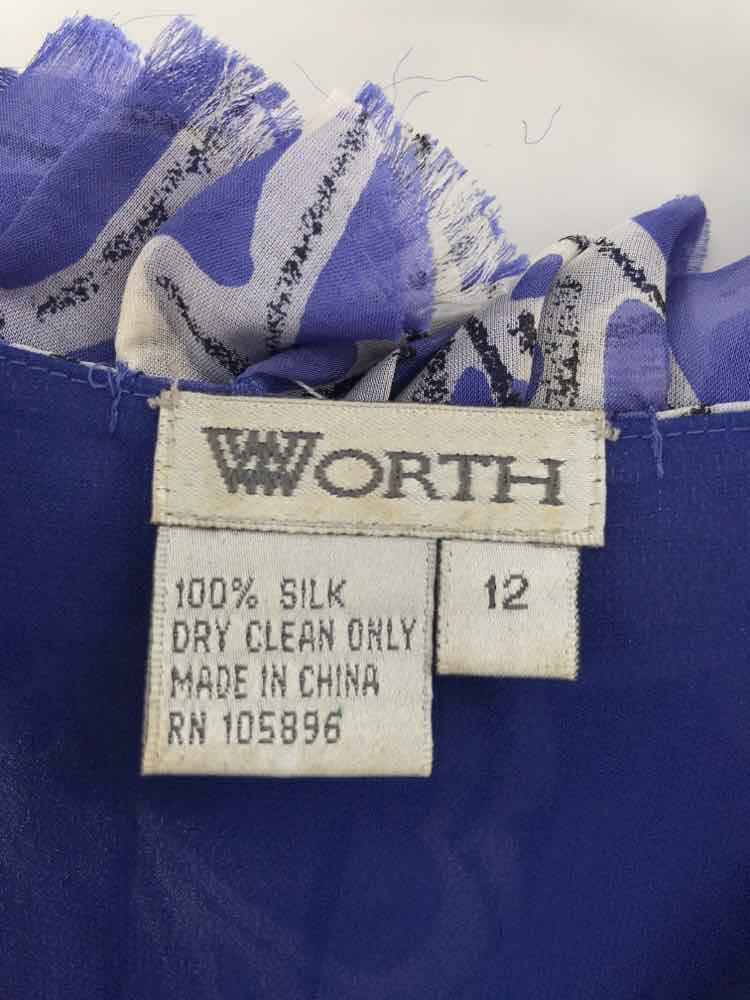 WORTH
12
100% SILK
DRY CLEAN ONLY
MADE IN CHINA
RN 105896